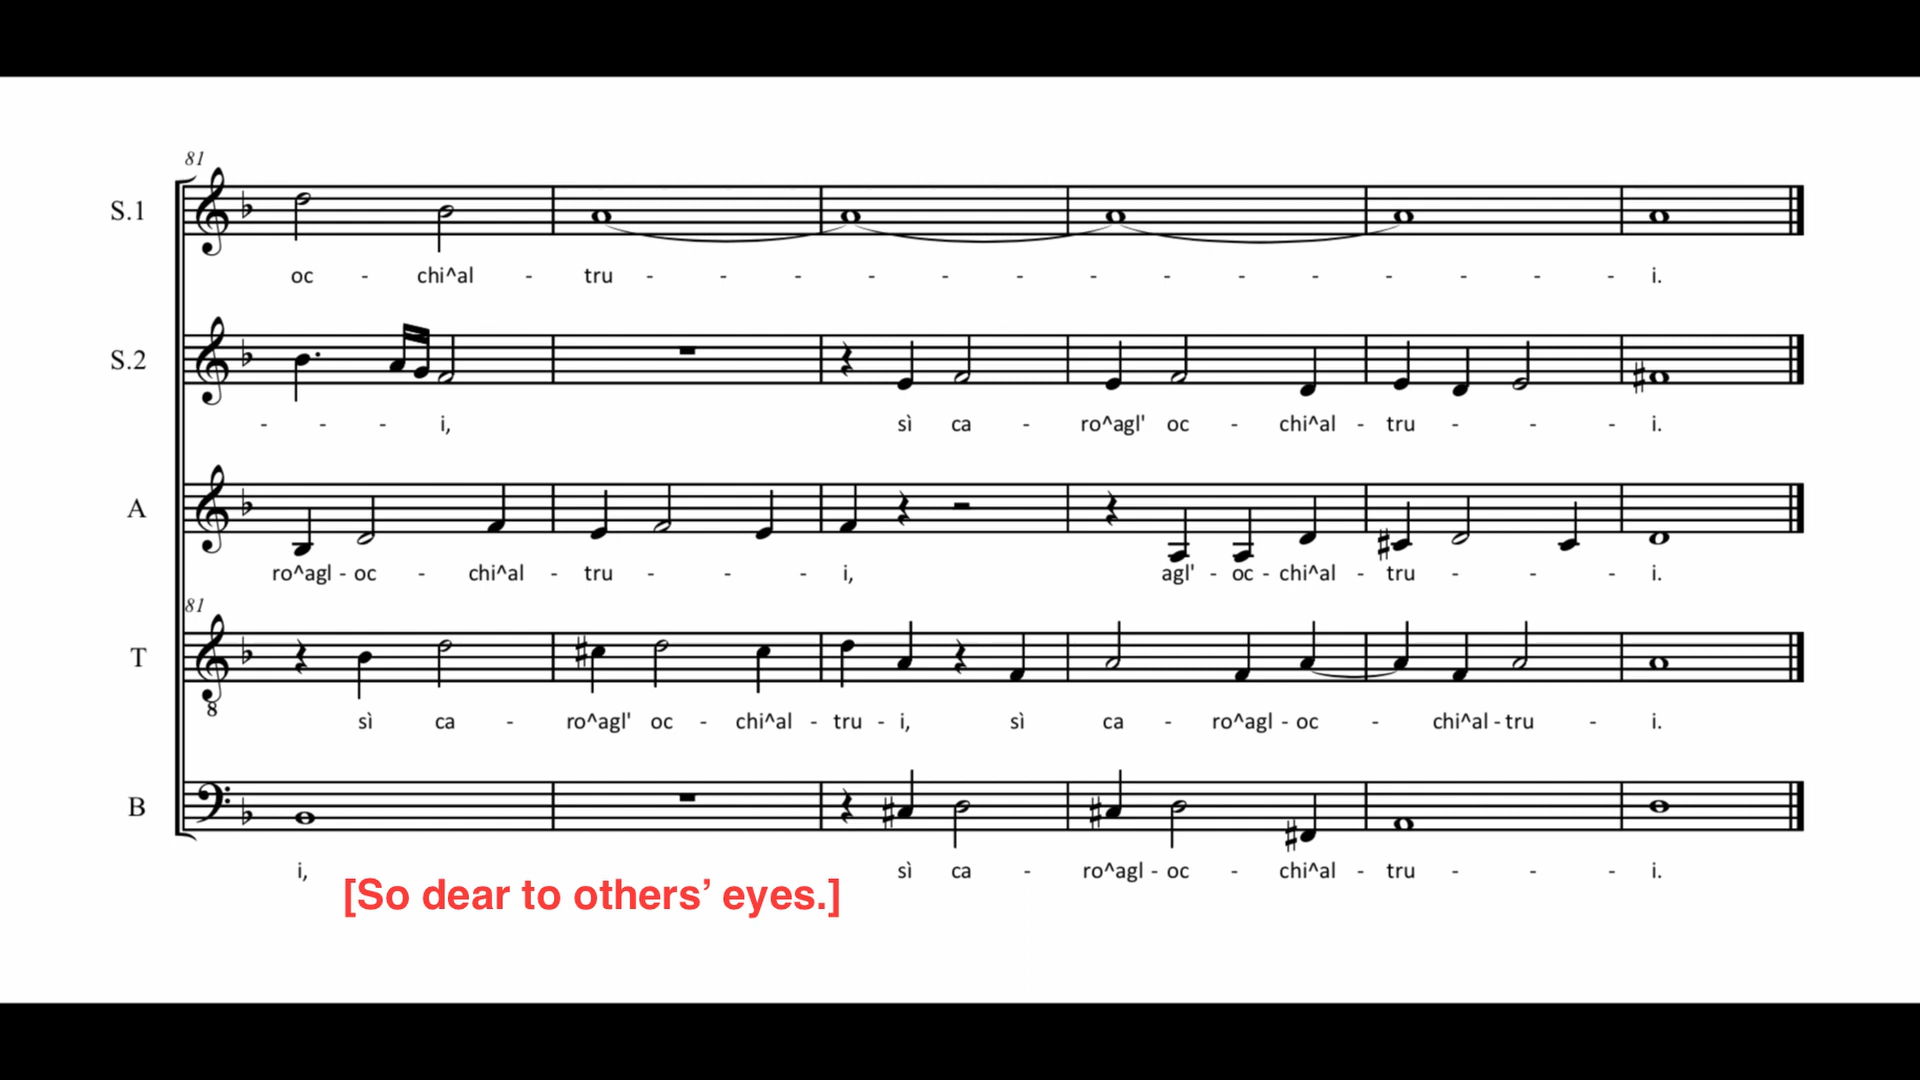 81
S.1
oc - chi^al - tru - - - - - - - - - - - - - - i.
S.2
- - - i, sì ca - ro^agl' oc - chi^al - tru - - - i.
A
ro^agl - oc - chi^al - tru - - - i, agl' - oc - chi^al - tru - - - i.
81
T
8
sì ca - ro^agl' oc - chi^al - tru - i, sì ca - ro^agl - oc - chi^al - tru - i.
B
i, sì ca - ro^agl - oc - chi^al - tru - - - i.
[So dear to others’ eyes.]